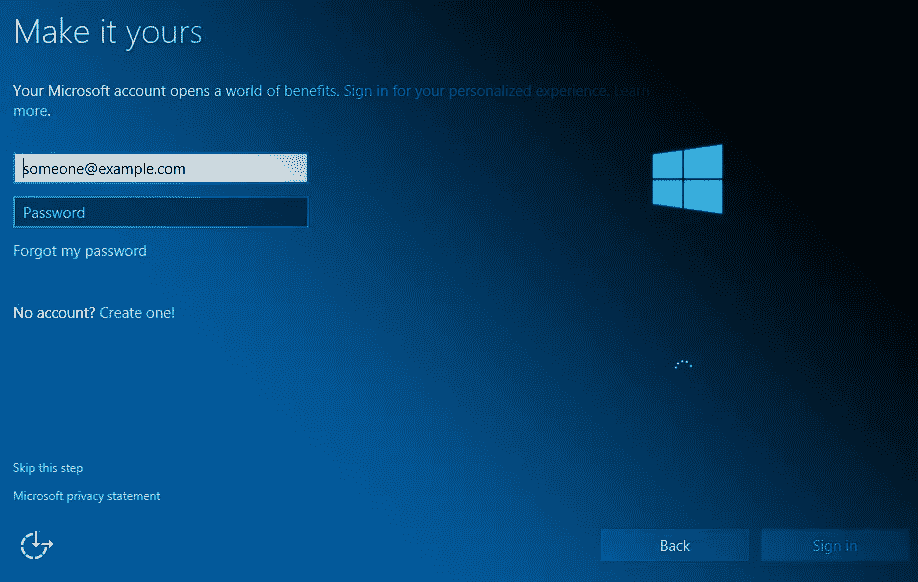 Make it yours
Your Microsoft account opens a world of benefits. Sign in for your personalized experience. Learn
more.
someone@example.com
Password
Forgot my password
No account? Create one!
Skip this step
Microsoft privacy statement
Back
Sign in